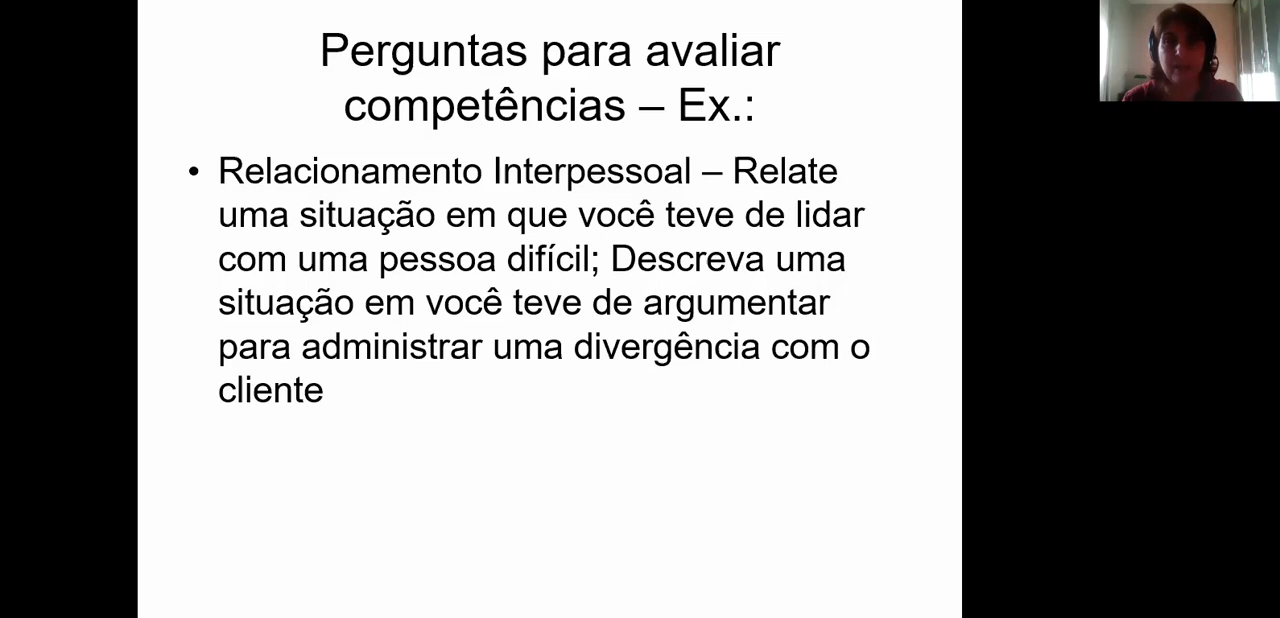 Perguntas para avaliar
competências – Ex.:
• Relacionamento Interpessoal – Relate
uma situação em que você teve de lidar
com uma pessoa difícil; Descreva uma
situação em você teve de argumentar
para administrar uma divergência com o
cliente